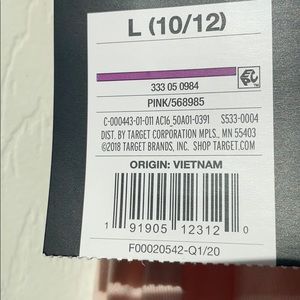 L (10/12)
333 05 0984
PINK/568985
C-000443-01-011 AC16_50A01-0391 S533-0004
DIST. BY TARGET CORPORATION MPLS., MN 55403
©2018 TARGET BRANDS, INC. SHOP TARGET.COM
ORIGIN: VIETNAM
1 91905 12312 0
F00020542-Q1/20